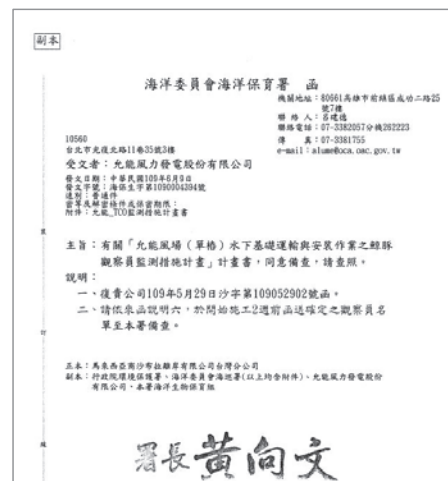 副本
海洋委員會海洋保育署　函
機關地址：80661高雄市前鎮區成功二路25
號7樓
聯 絡 人：呂建德
聯絡電話：07-3382057分機262223
傳　　真：07-3381755
e-mail：alume@oca.oac.gov.tw
10560
台北市光復北路11巷35號3樓
受文者：允能風力發電股份有限公司
發文日期：中華民國109年6月9日
發文字號：海保生字第1090004394號
速別：普通件
密等及解密條件或保密期限：
附件：允能_TCO監測措施計畫書
主旨：有關「允能風場（單樁）水下基礎運輸與安裝作業之鯨豚
觀察員監測措施計畫」計畫書，同意備查，請查照。
說明：
一、復貴公司109年5月29日沙字第109052902號函。
二、請依來函說明六，於開始施工2週前函送確定之觀察員名
單至本署備查。
正本：馬來西亞商沙布拉離岸有限公司台灣分公司
副本：行政院環境保護署、海洋委員會海巡署(以上均含附件)、允能風力發電股份
有限公司、本署海洋生物保育組
裝
訂
線
署長黃向文